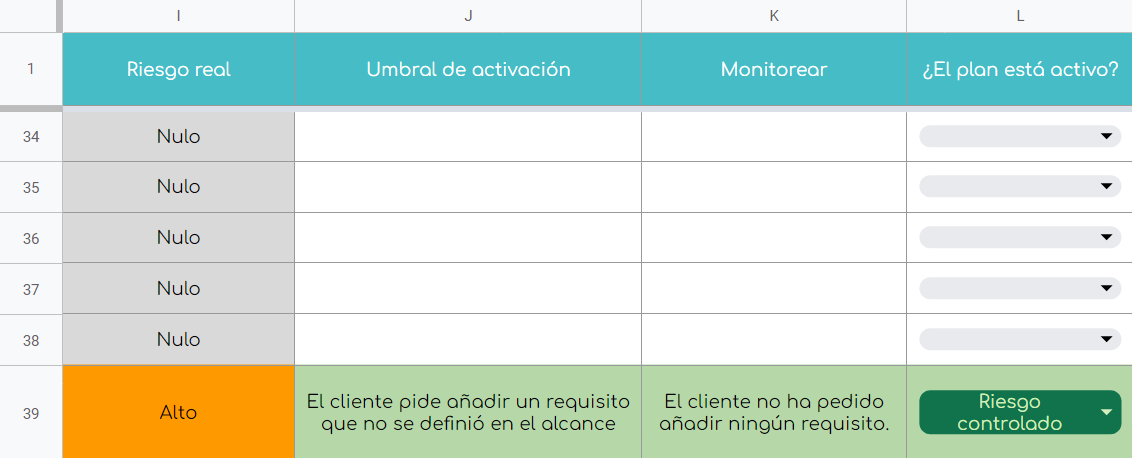 I J K L
1 Riesgo real Umbral de activación Monitorear ¿El plan está activo?
34 Nulo
35 Nulo
36 Nulo
37 Nulo
38 Nulo
39 Alto El cliente pide añadir un requisito que no se definió en el alcance El cliente no ha pedido añadir ningún requisito. Riesgo controlado